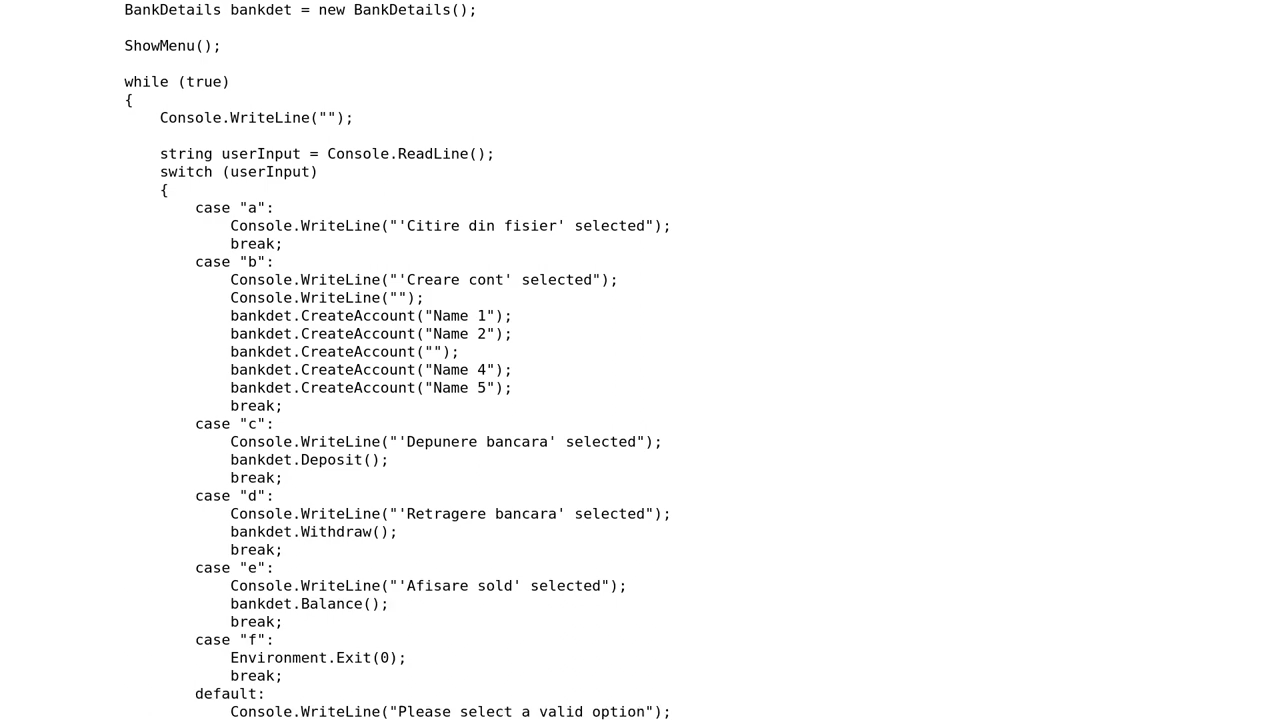 BankDetails bankdet = new BankDetails();
ShowMenu();
while (true)
{
Console.WriteLine("");
string userInput = Console.ReadLine();
switch (userInput)
{
case "a":
Console.WriteLine("'Citire din fisier' selected");
break;
case "b":
Console.WriteLine("'Creare cont' selected");
Console.WriteLine("");
bankdet.CreateAccount("Name 1");
bankdet.CreateAccount("Name 2");
bankdet.CreateAccount("");
bankdet.CreateAccount("Name 4");
bankdet.CreateAccount("Name 5");
break;
case "c":
Console.WriteLine("'Depunere bancara' selected");
bankdet.Deposit();
break;
case "d":
Console.WriteLine("'Retragere bancara' selected");
bankdet.Withdraw();
break;
case "e":
Console.WriteLine("'Afisare sold' selected");
bankdet.Balance();
break;
case "f":
Environment.Exit(0);
break;
default:
Console.WriteLine("Please select a valid option");